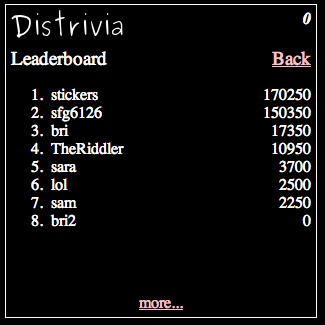 Distrivia 0
Leaderboard Back
1. stickers 170250
2. sfg6126 150350
3. bri 17350
4. TheRiddler 10950
5. sara 3700
6. lol 2500
7. sam 2250
8. bri2 0
more...